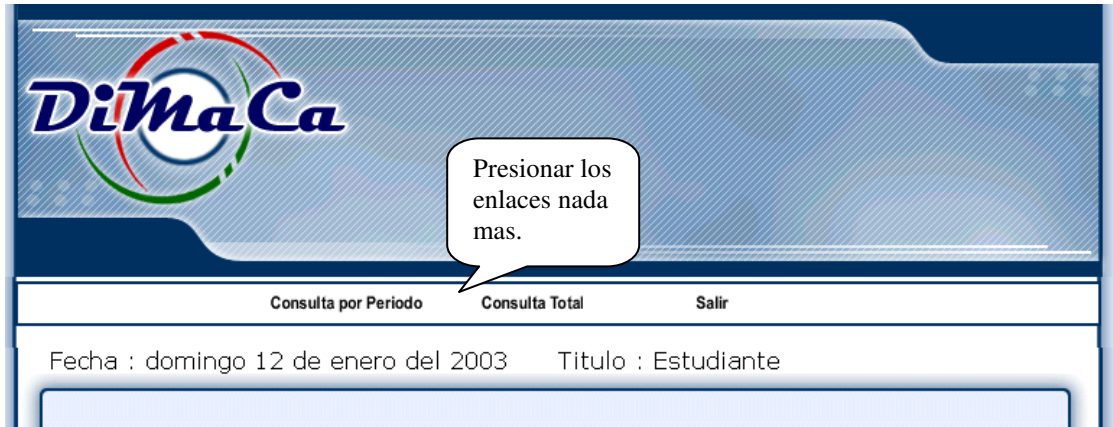 DiMaCa
Presionar los
enlaces nada
mas.
Consulta por Periodo Consulta Total Salir
Fecha : domingo 12 de enero del 2003 Titulo : Estudiante